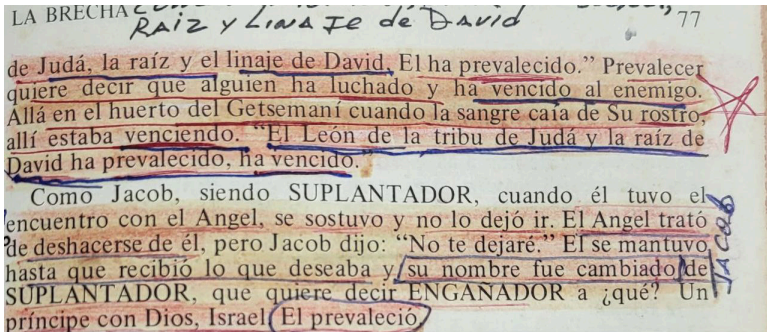 LA BRECHA
77
RAIZ Y LINAJE de DAVID
de Judá, la raíz y el linaje de David. El ha prevalecido.” Prevalecer
quiere decir que alguien ha luchado y ha vencido al enemigo.
Allá en el huerto del Getsemaní cuando la sangre caía de Su rostro,
allí estaba venciendo. “El León de la tribu de Judá y la raíz de
David ha prevalecido, ha vencido.”
Como Jacob, siendo SUPLANTADOR, cuando él tuvo el
encuentro con el Angel, se sostuvo y no lo dejó ir. El Angel trató
de deshacerse de él, pero Jacob dijo: “No te dejaré.” El se mantuvo
hasta que recibió lo que deseaba y su nombre fue cambiado de
SUPLANTADOR, que quiere decir ENGAÑADOR a ¿qué? Un
príncipe con Dios, Israel. El prevaleció
JACOB